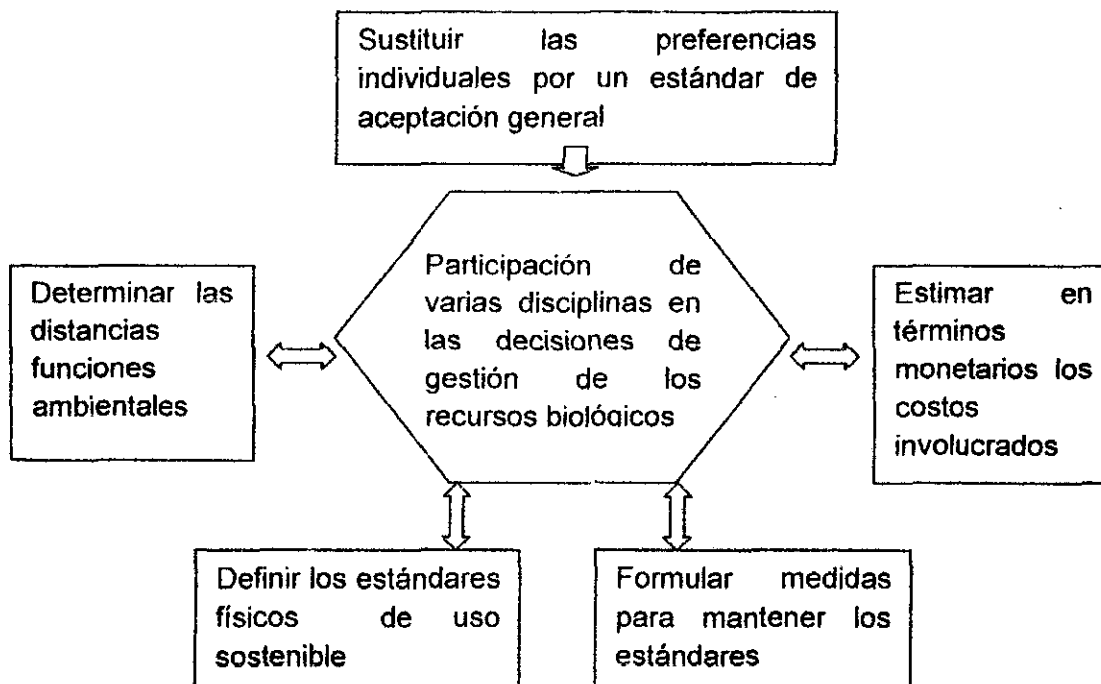 Sustituir las preferencias
individuales por un estándar de
aceptación general
Participación de
varias disciplinas en
las decisiones de
gestión de los
recursos biológicos
Determinar las
distancias
funciones
ambientales
Estimar en
términos
monetarios los
costos
involucrados
Definir los estándares
físicos de uso
sostenible
Formular medidas
para mantener los
estándares